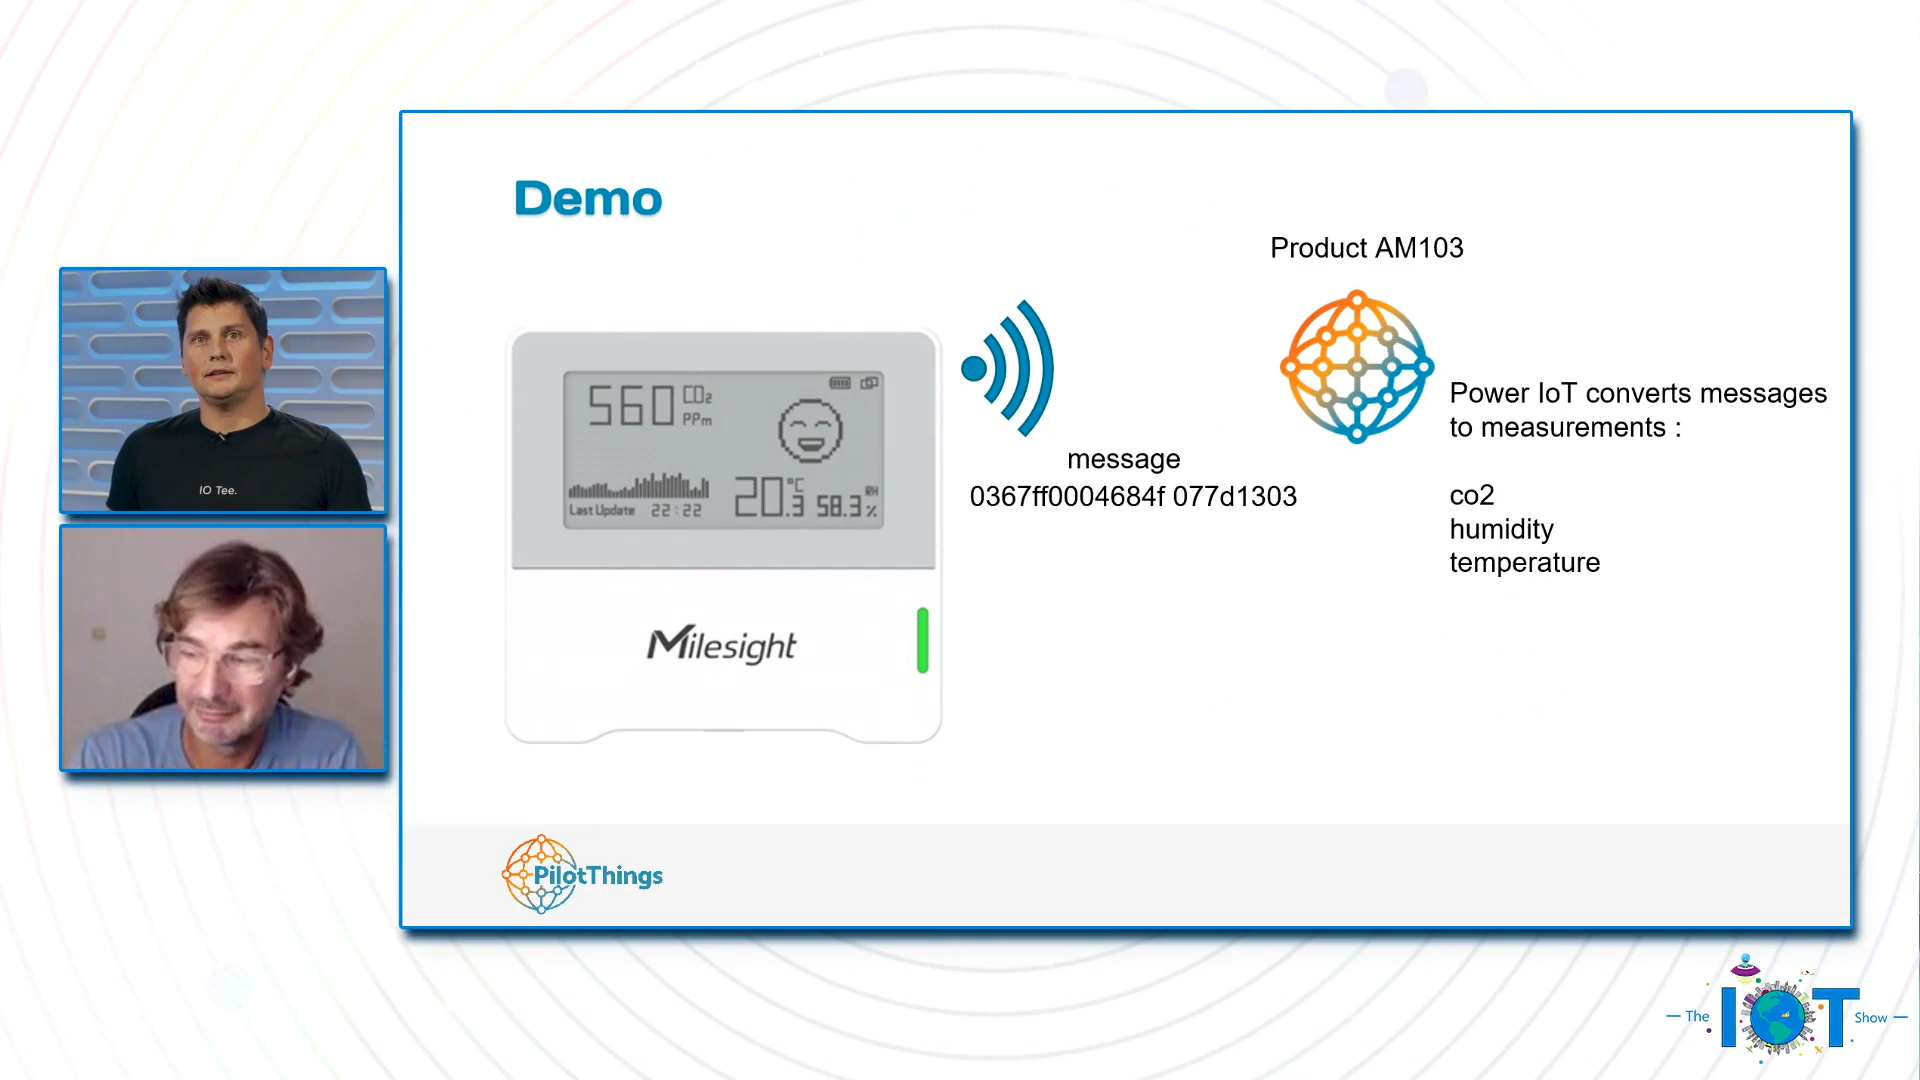 Demo
Product AM103
560 CO₂
PPm
20.3 °C 58.3 RH %
Last Update 22:22
message
0367ff0004684f 077d1303
Power IoT converts messages
to measurements :
co2
humidity
temperature
Milesight
IO Tee.
PilotThings
The IOT Show